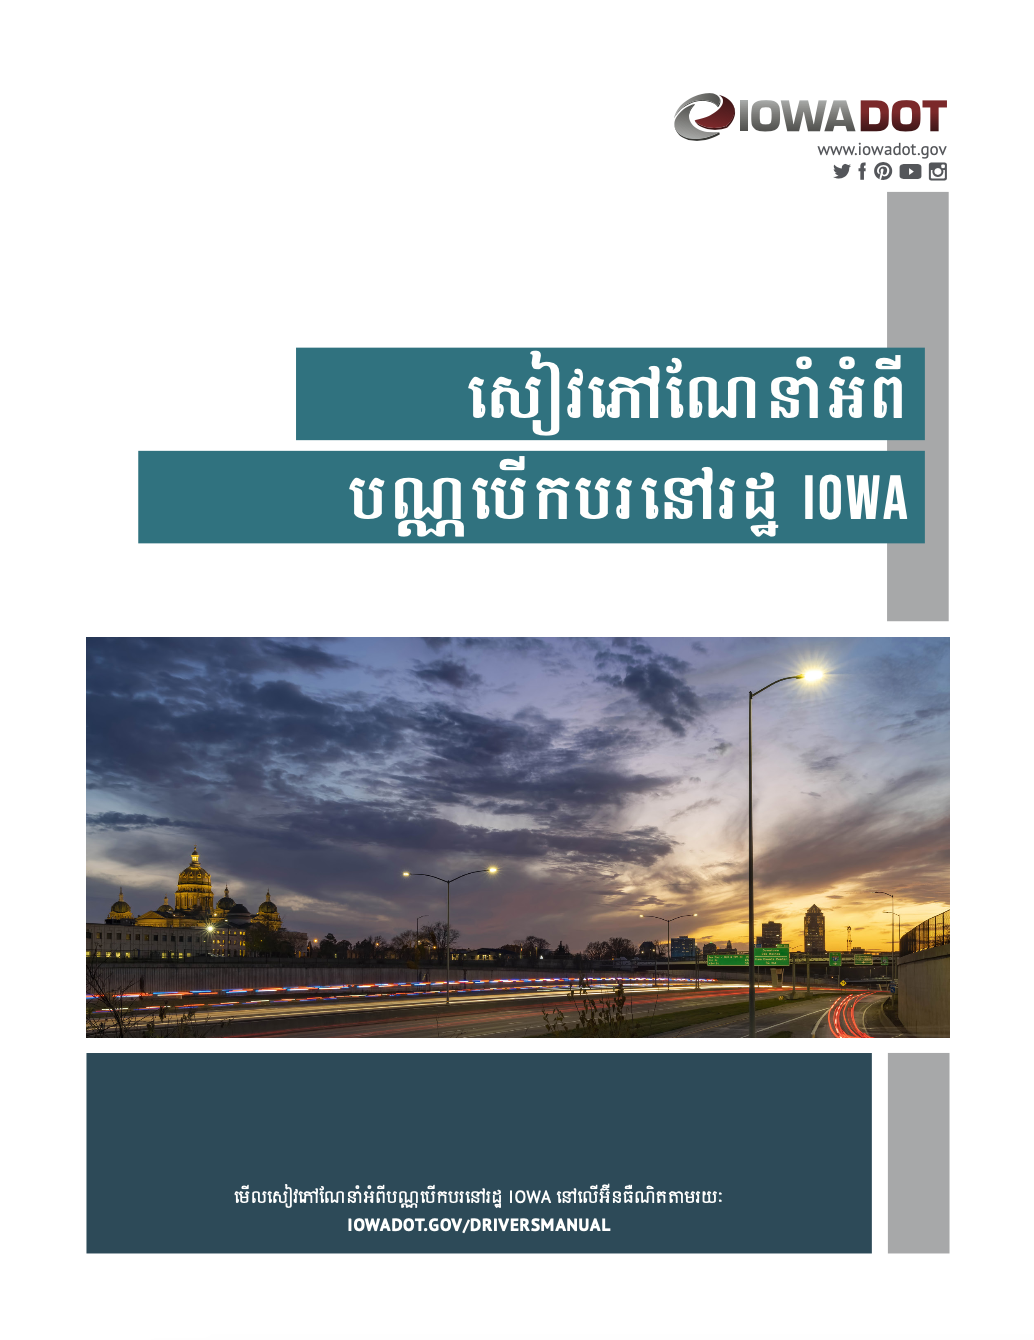 IOWADOT
www.iowadot.gov
សៀវភៅណែនាំអំពី
បណ្ណបើកបរនៅរដ្ឋ IOWA
មើលសៀវភៅណែនាំអំពីបណ្ណបើកបរនៅរដ្ឋ IOWA នៅលើអ៊ីនធឺណិតតាមរយៈ
IOWADOT.GOV/DRIVERSMANUAL